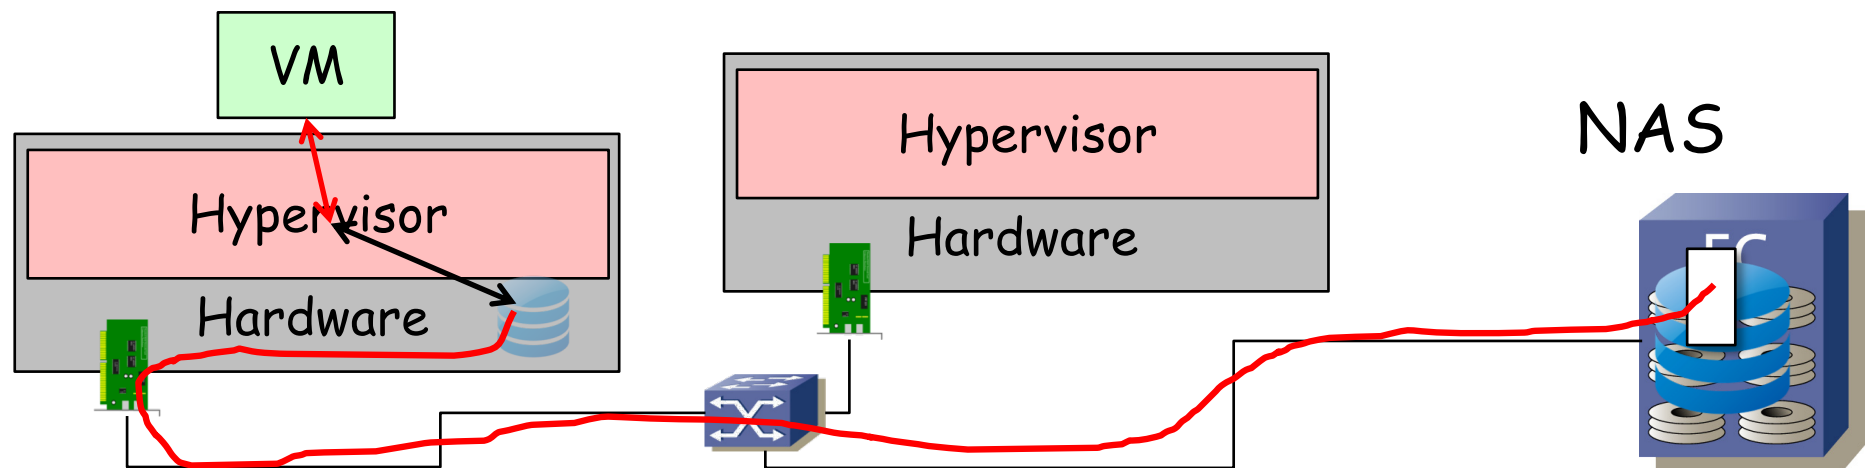 VM
Hypervisor
Hardware
Hypervisor
Hardware
NAS